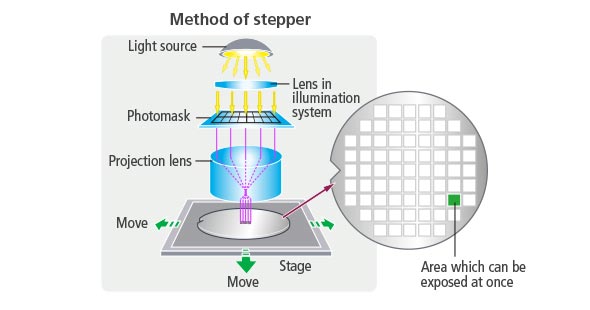 Method of stepper
Light source
Lens in
illumination
system
Photomask
Projection lens
Move
Stage
Move
Area which can be
exposed at once